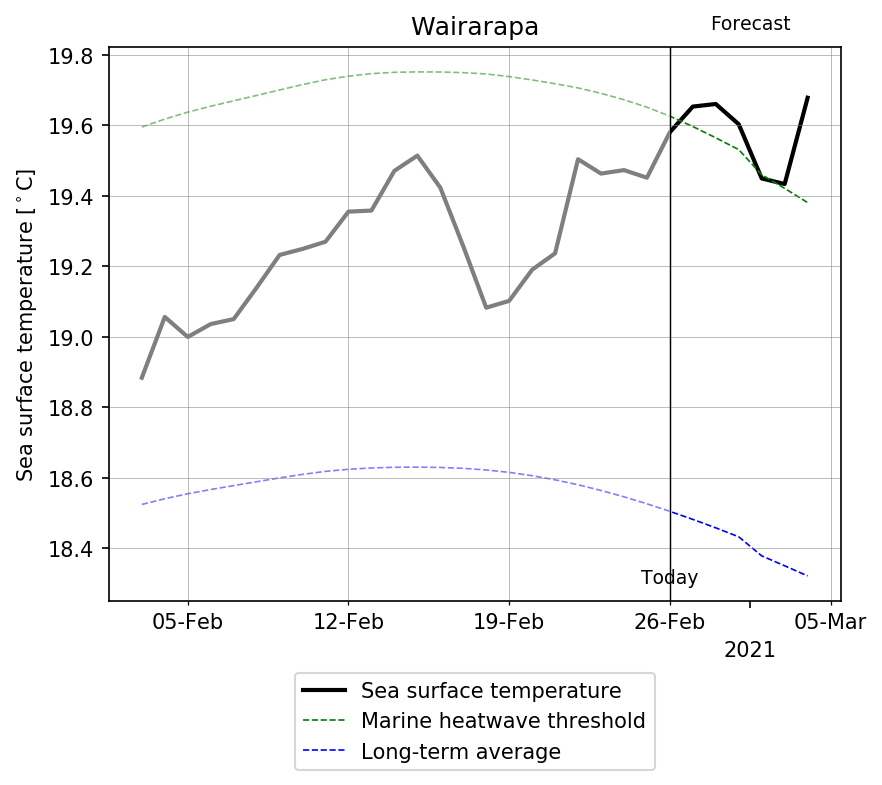 Wairarapa
Forecast
Sea surface temperature [°C]
19.8
19.6
19.4
19.2
19.0
18.8
18.6
18.4
Today
05-Feb
12-Feb
19-Feb
26-Feb
05-Mar
2021
Sea surface temperature
Marine heatwave threshold
Long-term average